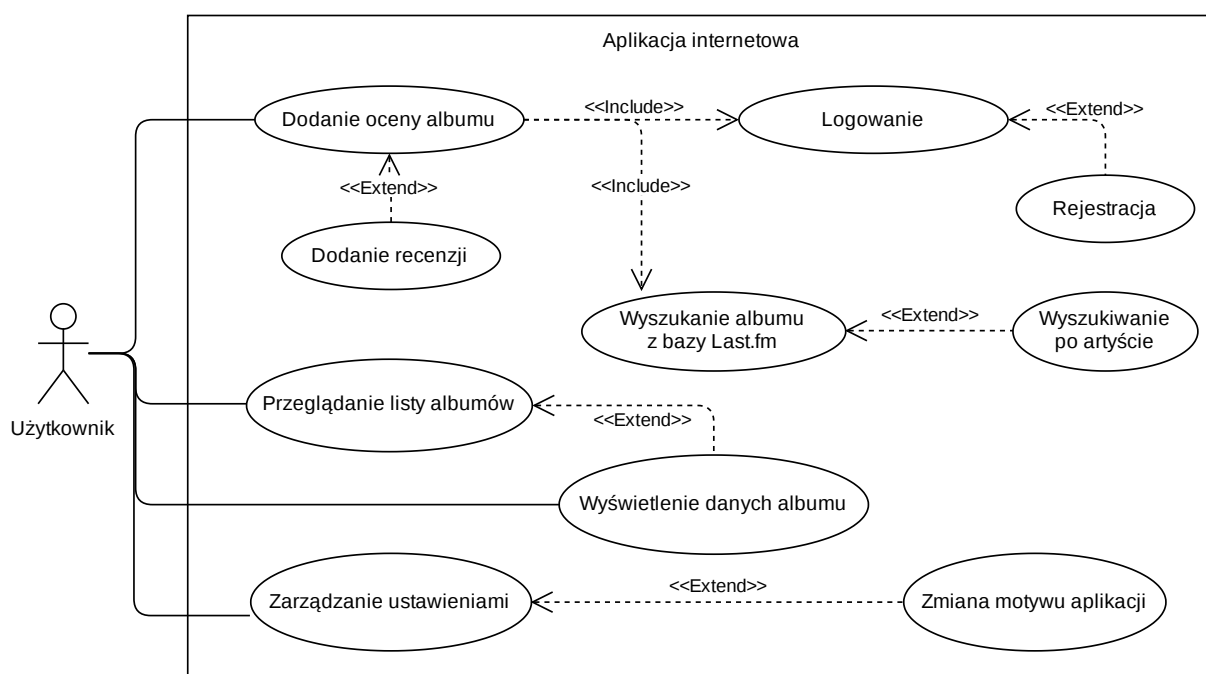 Aplikacja internetowa
Dodanie oceny albumu
<<Include>>
Logowanie
<<Extend>>
<<Extend>>
<<Include>>
Rejestracja
Dodanie recenzji
Wyszukanie albumu
z bazy Last.fm
<<Extend>>
Wyszukiwanie
po artyście
Użytkownik
Przeglądanie listy albumów
<<Extend>>
Wyświetlenie danych albumu
Zarządzanie ustawieniami
<<Extend>>
Zmiana motywu aplikacji